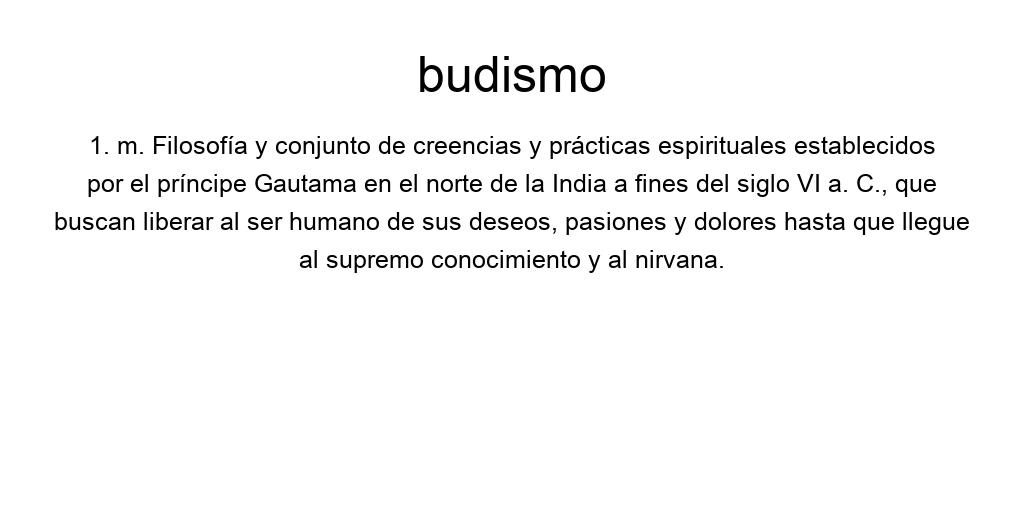 budismo
1. m. Filosofía y conjunto de creencias y prácticas espirituales establecidos
por el príncipe Gautama en el norte de la India a fines del siglo VI a. C., que
buscan liberar al ser humano de sus deseos, pasiones y dolores hasta que llegue
al supremo conocimiento y al nirvana.